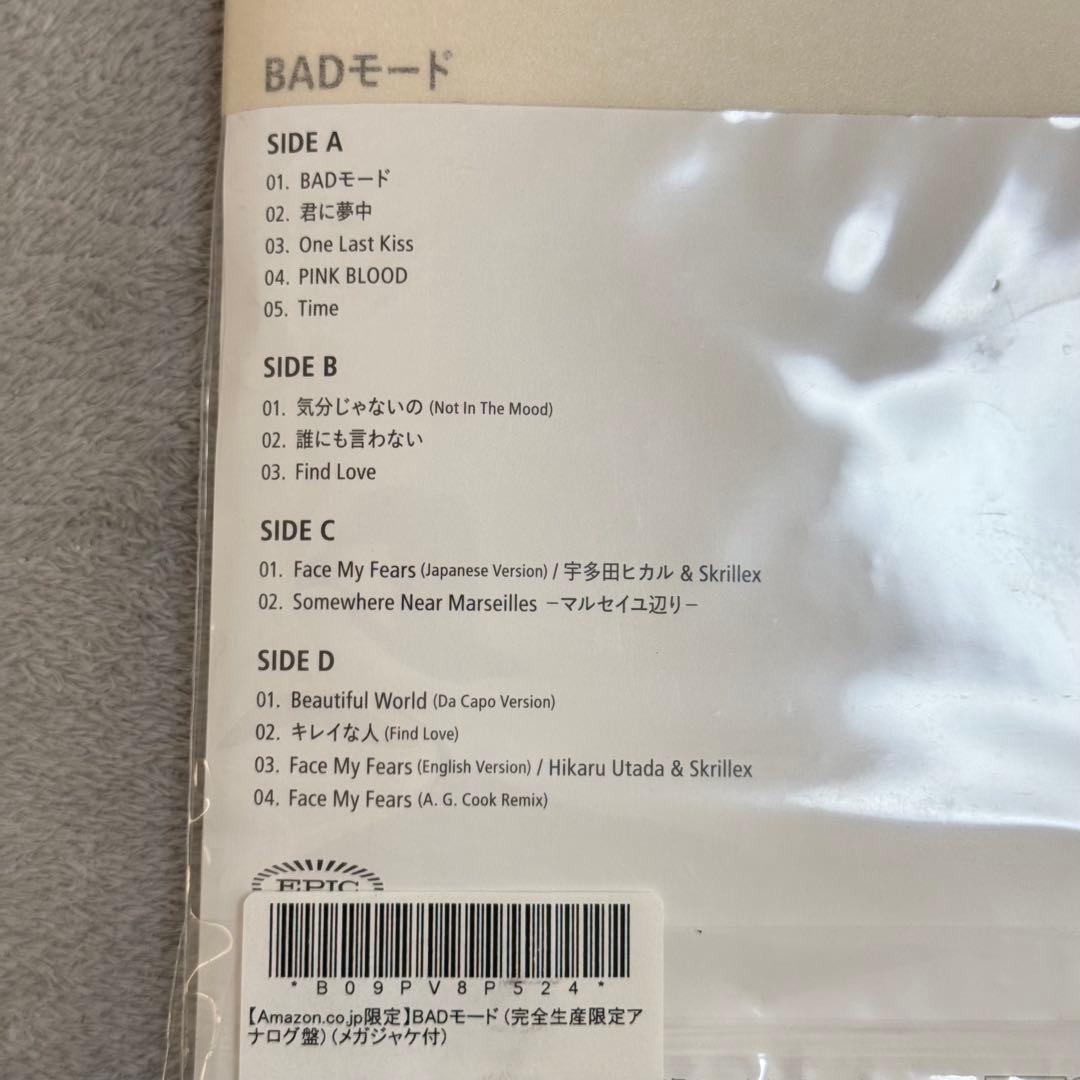 BADモード
SIDE A
01. BADモード
02. 君に夢中
03. One Last Kiss
04. PINK BLOOD
05. Time
SIDE B
01. 気分じゃないの (Not In The Mood)
02. 誰にも言わない
03. Find Love
SIDE C
01. Face My Fears (Japanese Version) / 宇多田ヒカル & Skrillex
02. Somewhere Near Marseilles ーマルセイユ辺りー
SIDE D
01. Beautiful World (Da Capo Version)
02. キレイな人 (Find Love)
03. Face My Fears (English Version) / Hikaru Utada & Skrillex
04. Face My Fears (A. G. Cook Remix)
EPIC
*B09PV8P524*
【Amazon.co.jp限定】BADモード (完全生産限定ア
ナログ盤) (メガジャケ付)